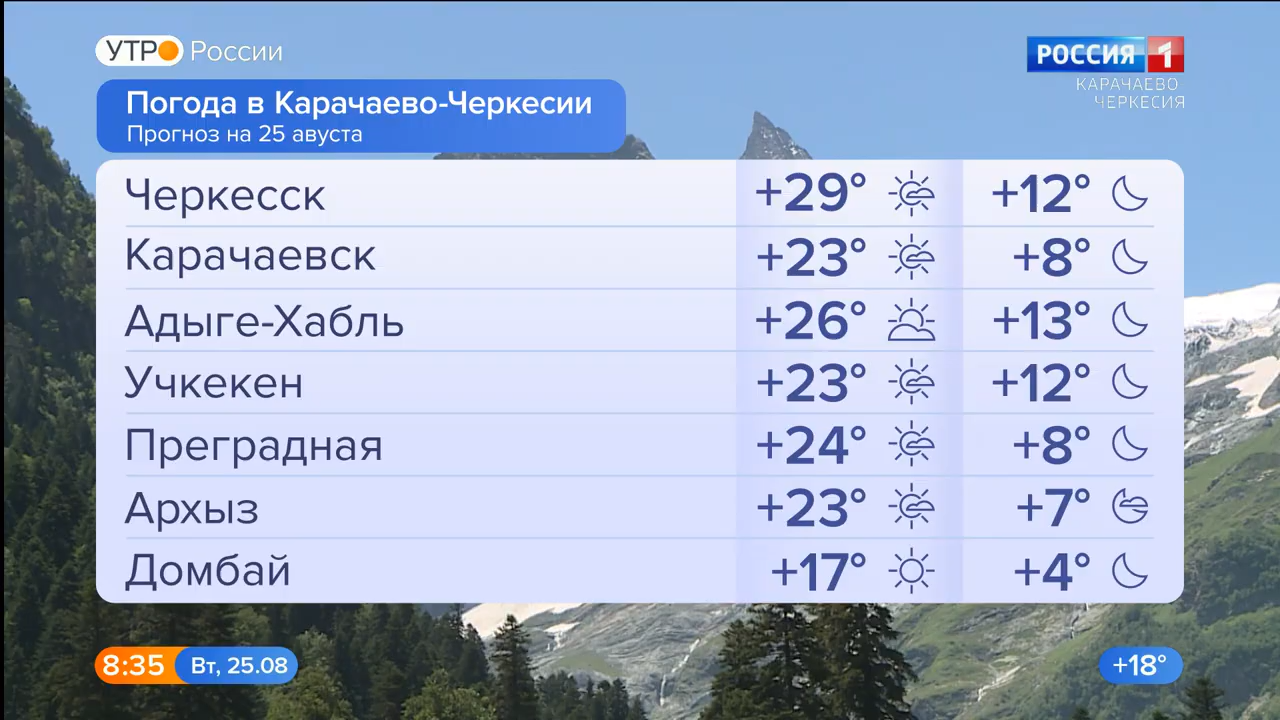 УТРО России
РОССИЯ 1
КАРАЧАЕВО
ЧЕРКЕСИЯ
Погода в Карачаево-Черкесии
Прогноз на 25 авуста
Черкесск +29° +12°
Карачаевск +23° +8°
Адыге-Хабль +26° +13°
Учкекен +23° +12°
Преградная +24° +8°
Архыз +23° +7°
Домбай +17° +4°
8:35 Вт, 25.08 +18°